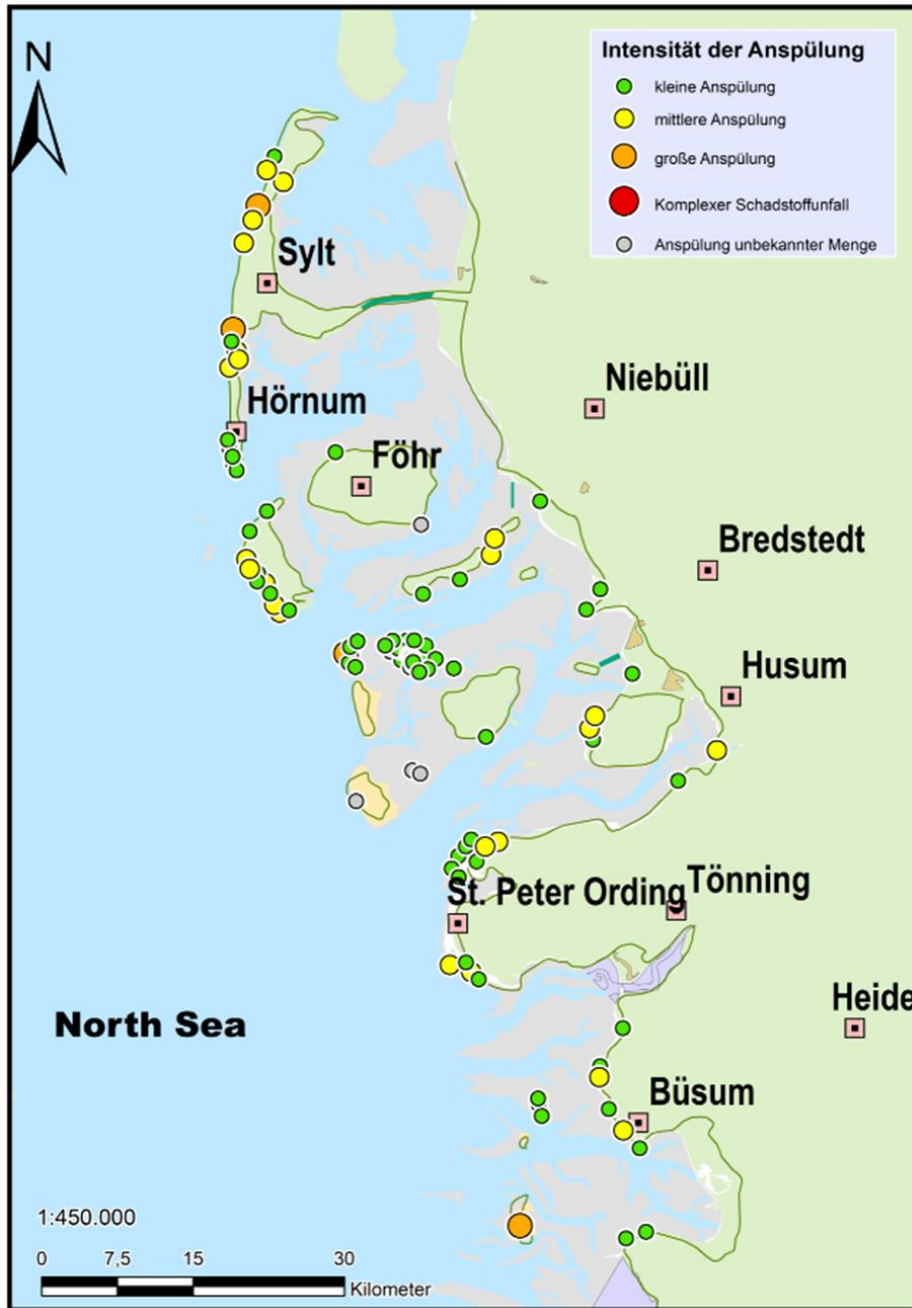 N
Intensität der Anspülung
kleine Anspülung
mittlere Anspülung
große Anspülung
Komplexer Schadstoffunfall
Anspülung unbekannter Menge
Sylt
Niebüll
Hörnum
Föhr
Bredstedt
Husum
St. Peter Ording
Tönning
North Sea
Heide
Büsum
1:450.000
0 7,5 15 30
Kilometer